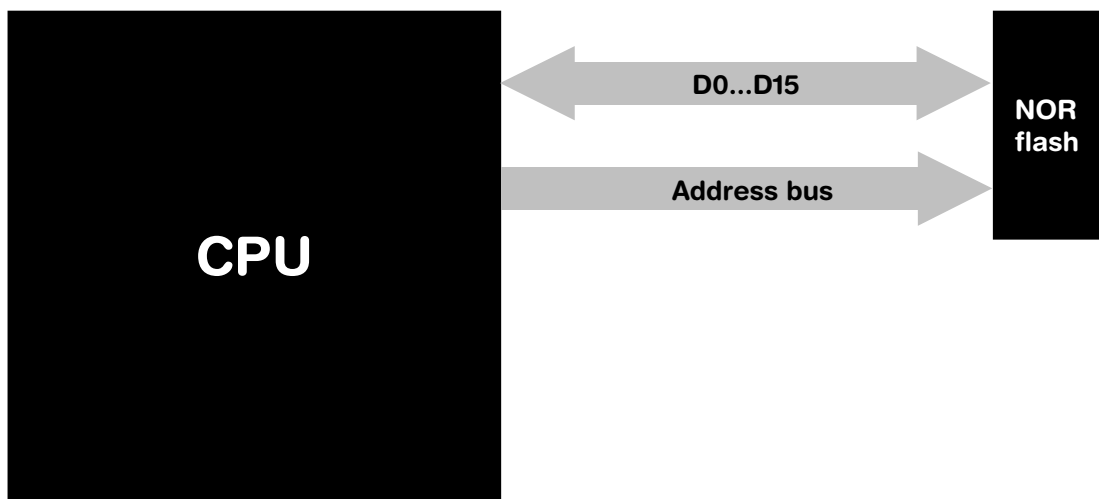 D0...D15
NOR
flash
Address bus
CPU